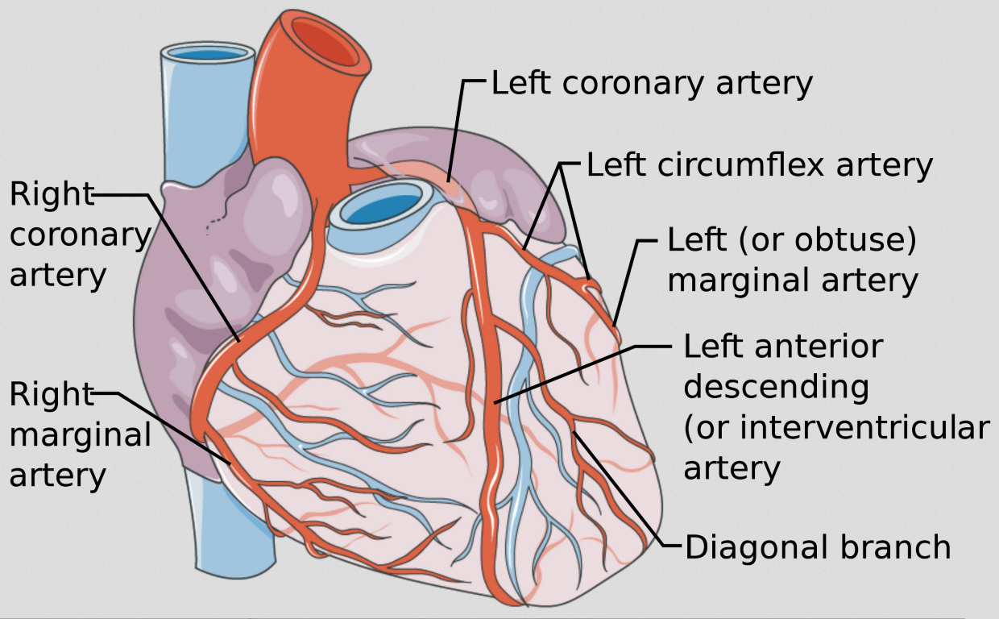 Left coronary artery
Left circumflex artery
Right
coronary
artery
Left (or obtuse)
marginal artery
Left anterior
descending
(or interventricular
artery
Right
marginal
artery
Diagonal branch